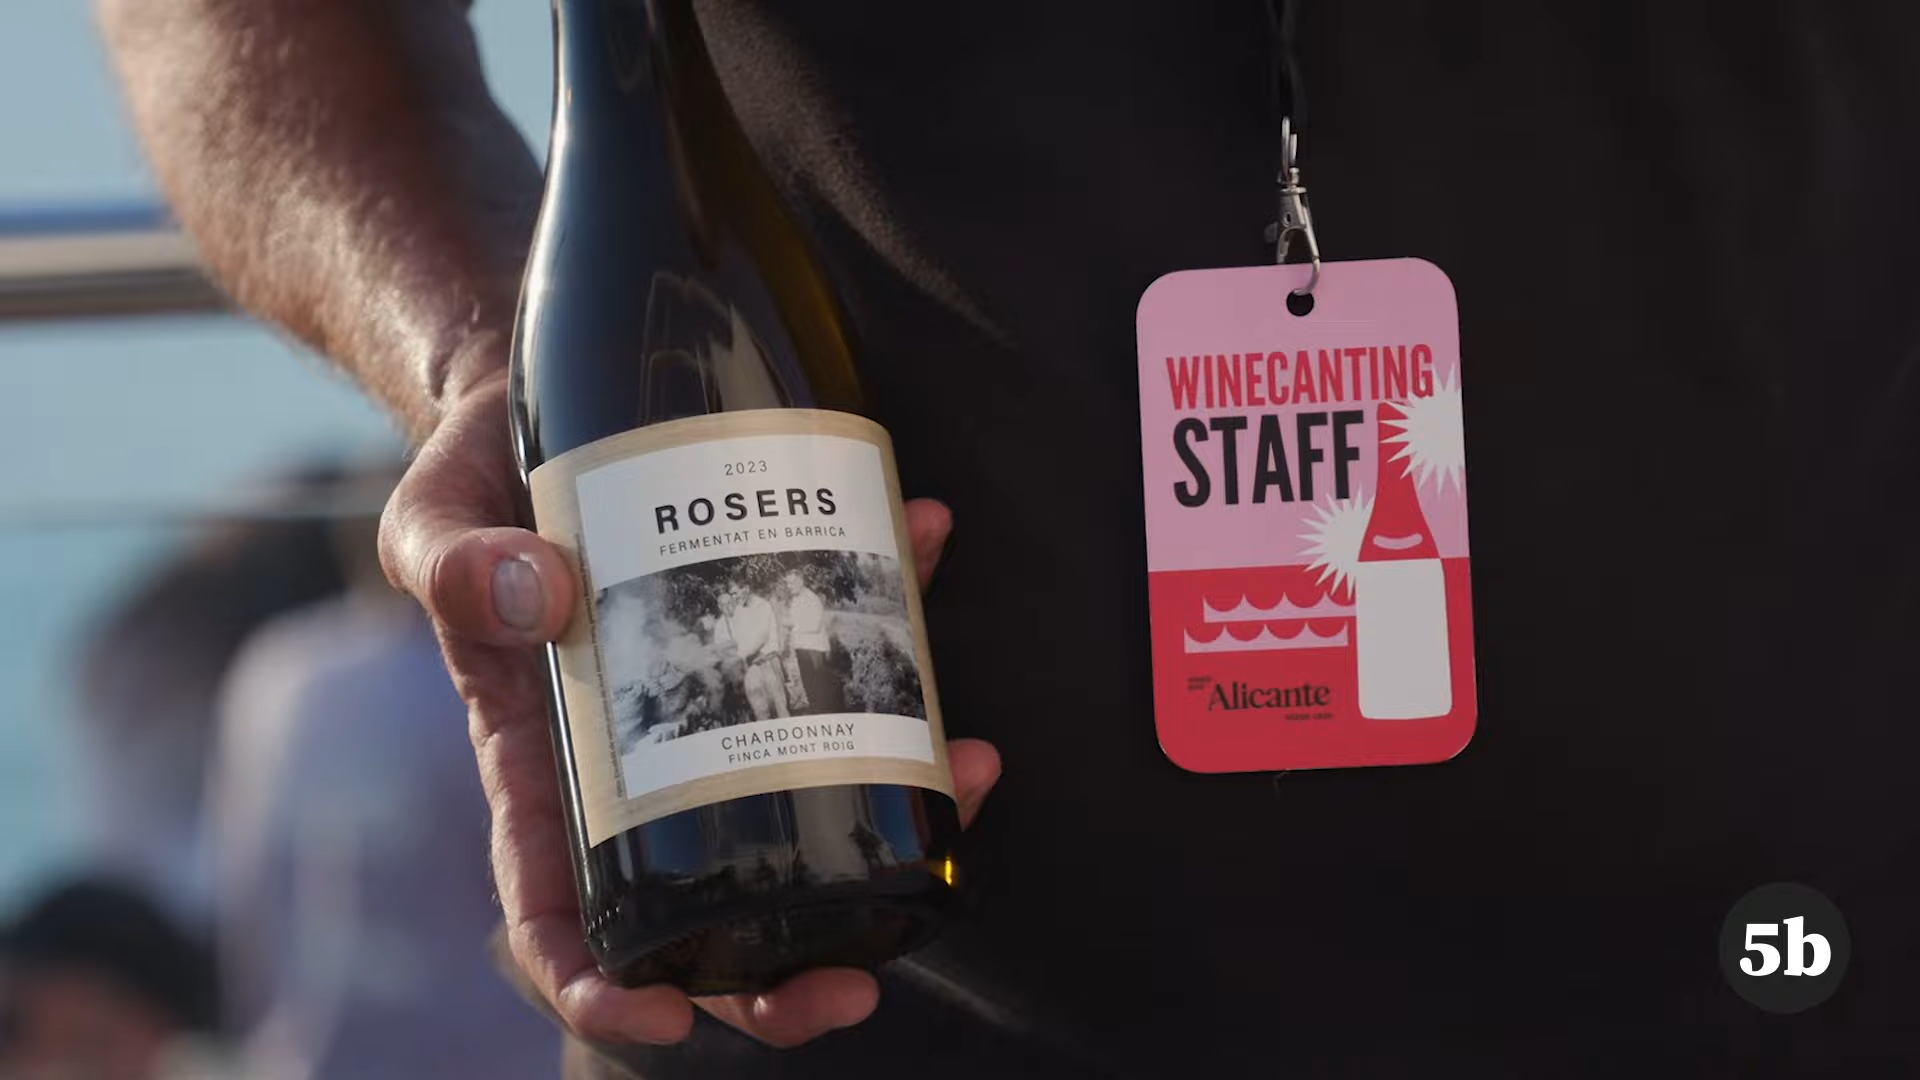 2023
ROSERS
FERMENTAT EN BARRICA
CHARDONNAY
FINCA MONT ROIG
WINECANTING
STAFF
Alicante
5b